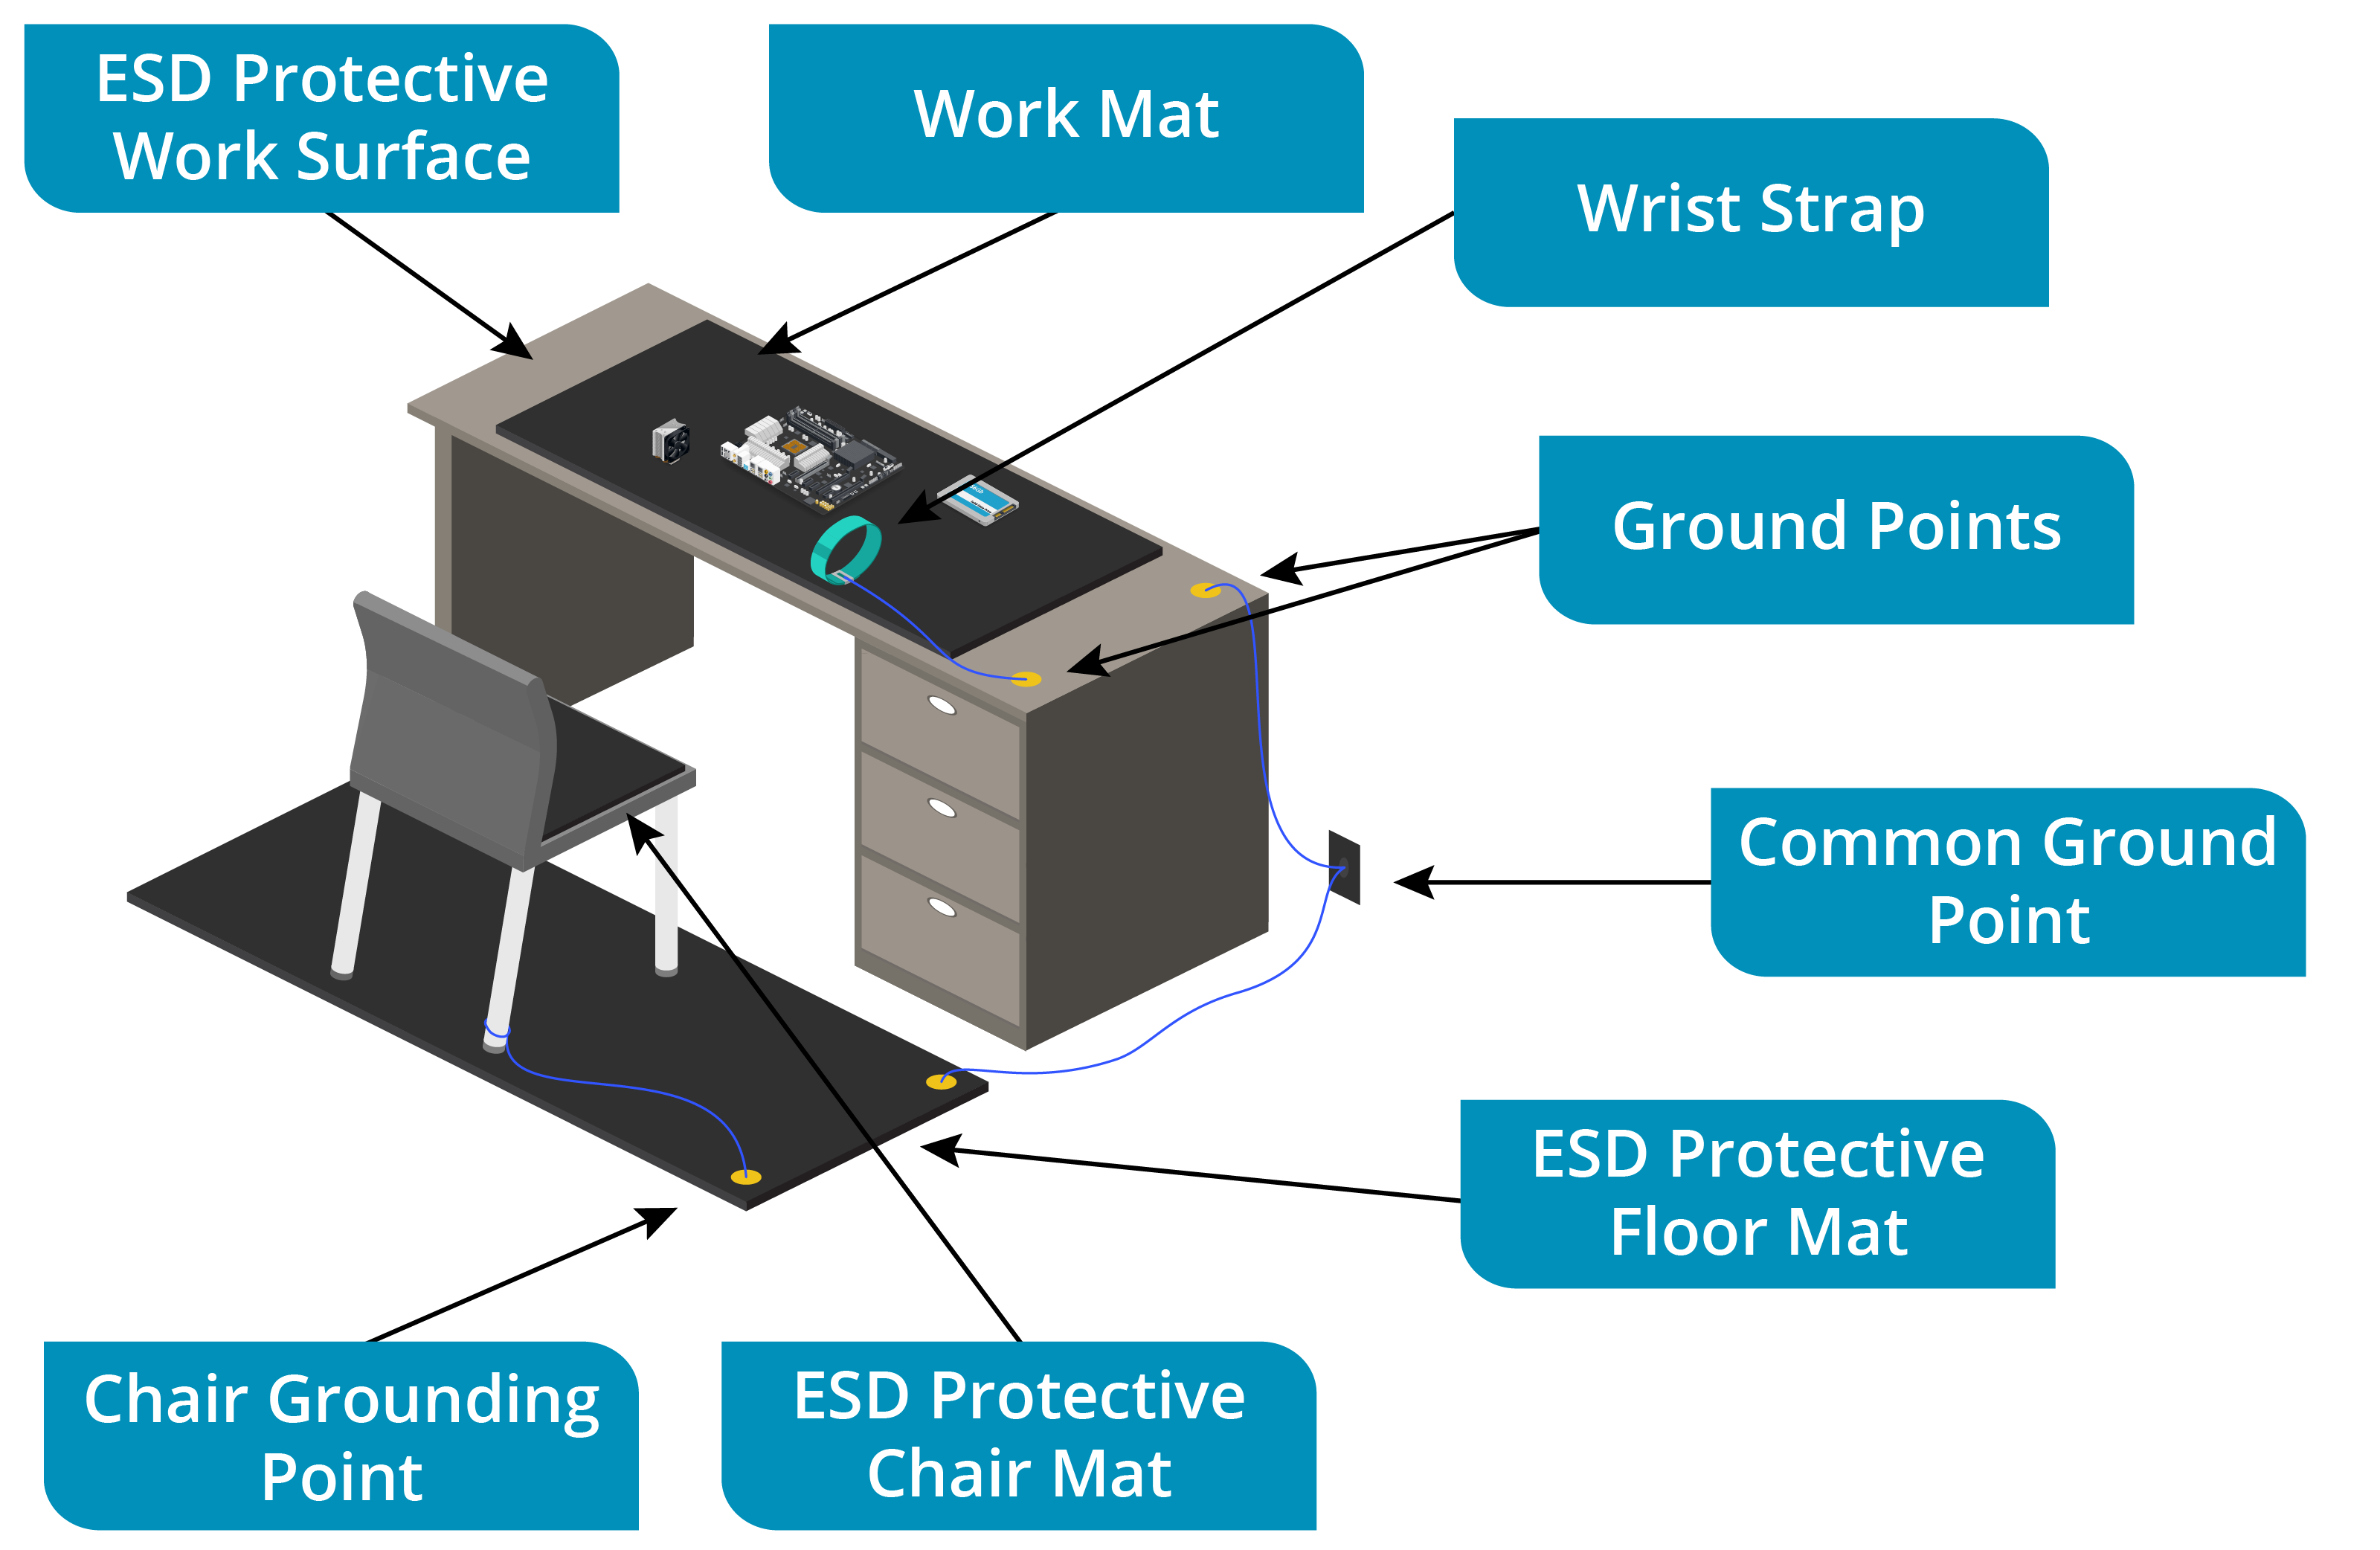 ESD Protective
Work Surface
Work Mat
Wrist Strap
Ground Points
Common Ground
Point
ESD Protective
Floor Mat
Chair Grounding
Point
ESD Protective
Chair Mat